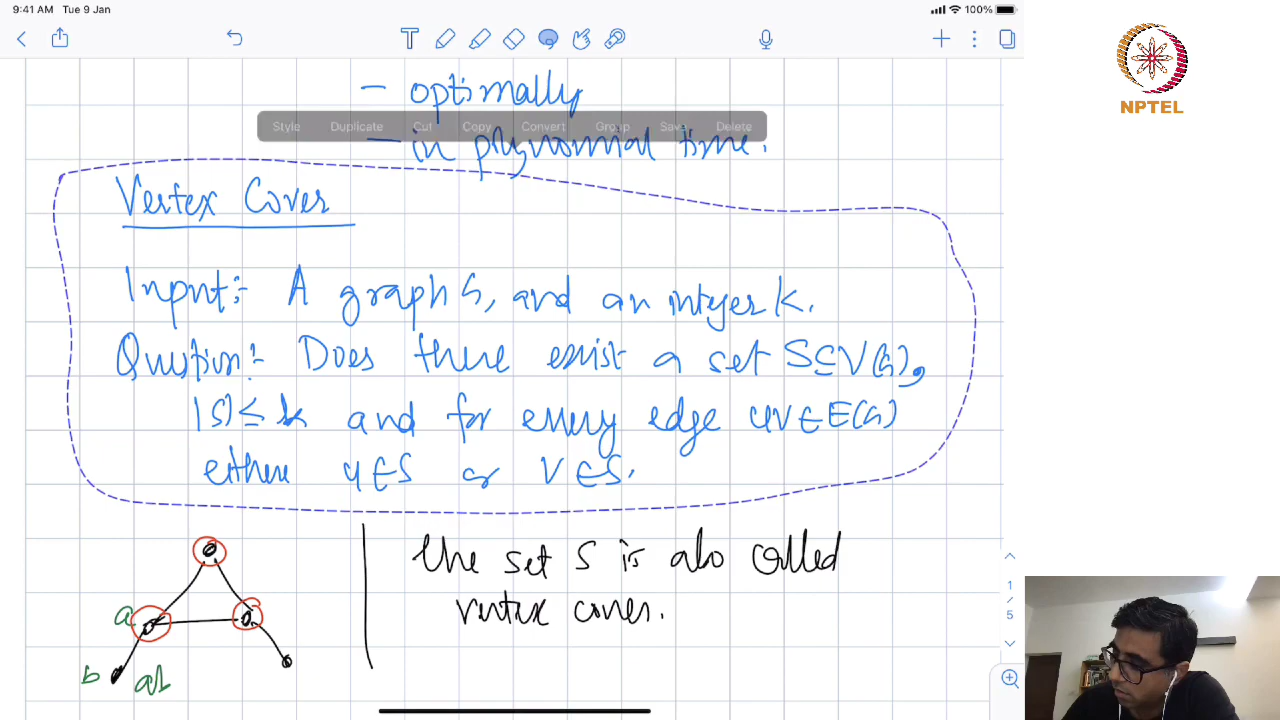 9:41 AM Tue 9 Jan
100%
NPTEL
- optimally
Style Duplicate Cut Copy Convert Group Save Delete
- in polynomial time.
Vertex Cover
Input:- A graph G, and an integer k.
Question:- Does there exist a set S⊆V(G),
|S| ≤ k and for every edge uv∈E(G)
either u∈S or v∈S.
The set S is also called
vertex cover.
a
b
ab
1
/
5